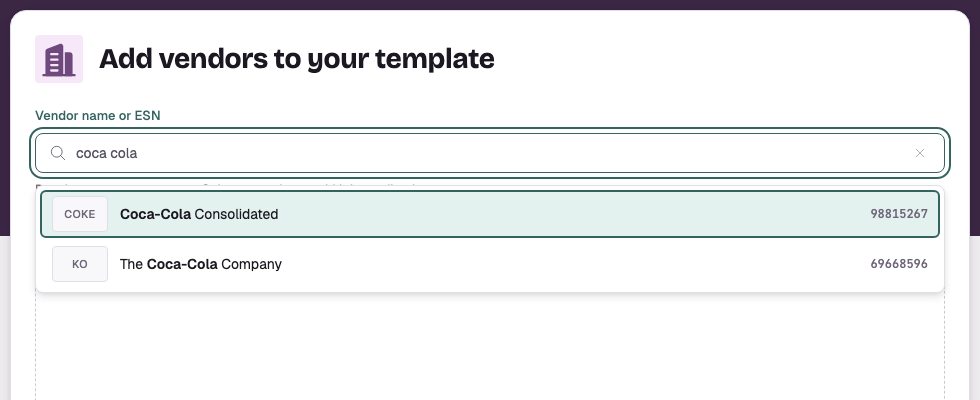 Add vendors to your template
Vendor name or ESN
coca cola
COKE Coca-Cola Consolidated 98815267
KO The Coca-Cola Company 69668596